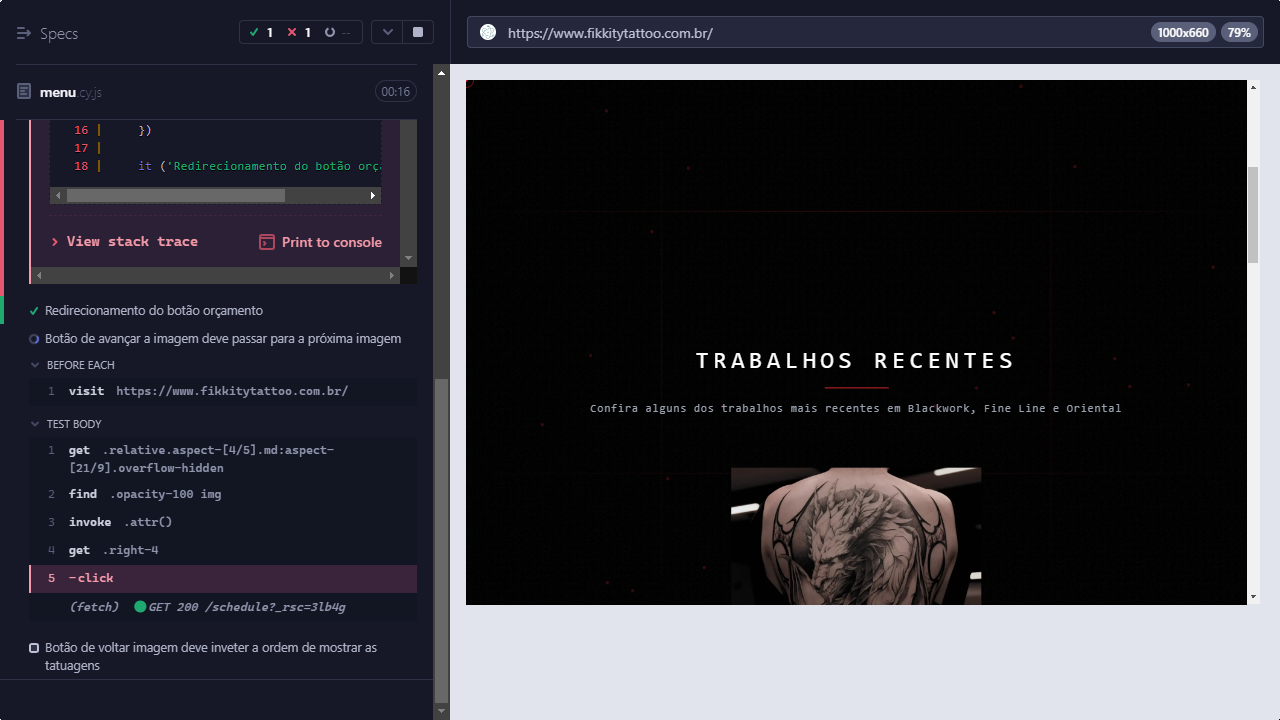 Specs
1
1
--
https://www.fikkitytattoo.com.br/
1000x660
79%
menu.cy.js
00:16
16 |     })
17 |
18 |     it ('Redirecionamento do botão orç
View stack trace
Print to console
Redirecionamento do botão orçamento
Botão de avançar a imagem deve passar para a próxima imagem
BEFORE EACH
1 visit https://www.fikkitytattoo.com.br/
TEST BODY
1 get .relative.aspect-[4/5].md:aspect-
[21/9].overflow-hidden
2 find .opacity-100 img
3 invoke .attr()
4 get .right-4
5 -click
(fetch) GET 200 /schedule?_rsc=3lb4g
Botão de voltar imagem deve inveter a ordem de mostrar as
tatuagens
TRABALHOS RECENTES
Confira alguns dos trabalhos mais recentes em Blackwork, Fine Line e Oriental